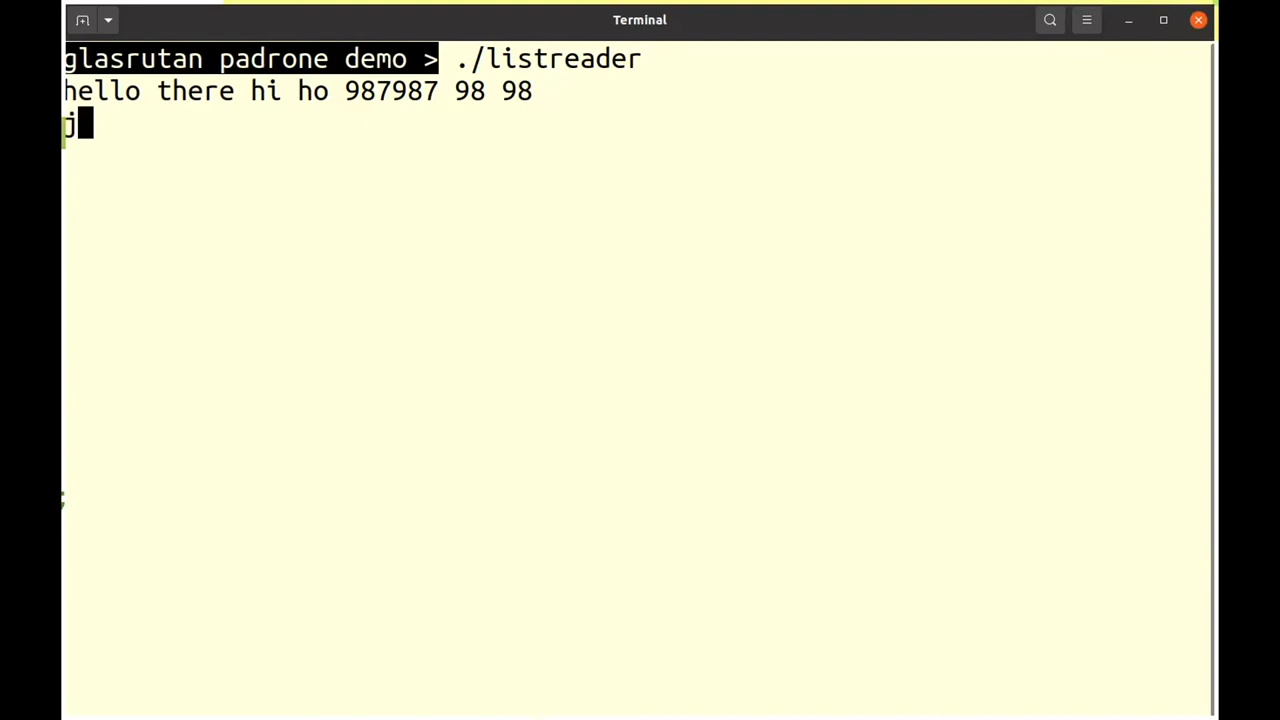 Terminal
glasrutan padrone demo > ./listreader
hello there hi ho 987987 98 98
j